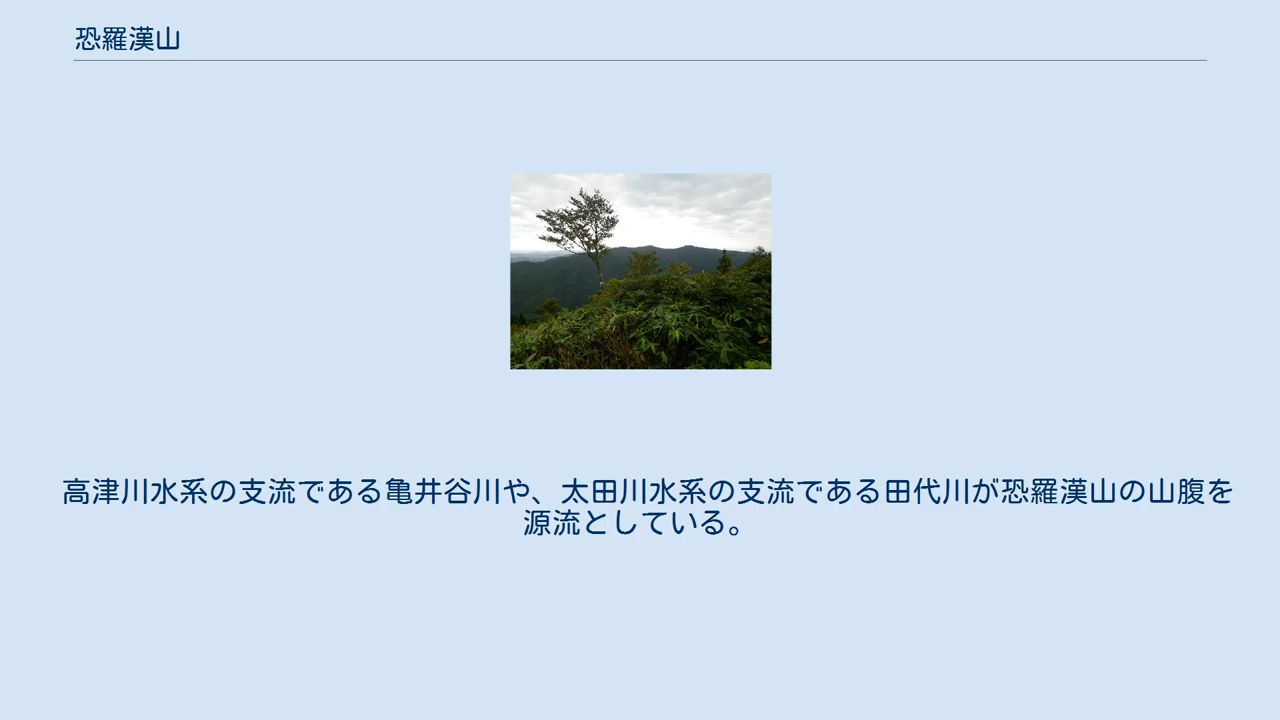 恐羅漢山
高津川水系の支流である亀井谷川や、太田川水系の支流である田代川が恐羅漢山の山腹を
源流としている。